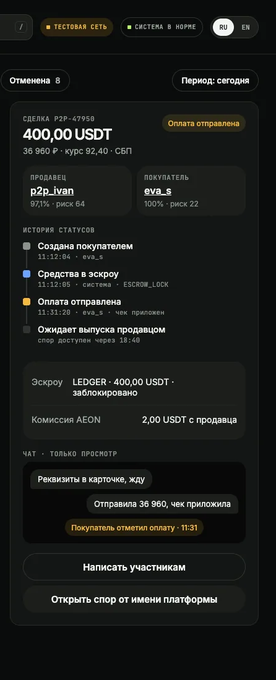 /
ТЕСТОВАЯ СЕТЬ
СИСТЕМА В НОРМЕ
RU EN
Отменена 8
Период: сегодня
СДЕЛКА P2P-47950
400,00 USDT
Оплата отправлена
36 960 ₽ · курс 92,40 · СБП
ПРОДАВЕЦ
p2p_ivan
97,1% · риск 64
ПОКУПАТЕЛЬ
eva_s
100% · риск 22
ИСТОРИЯ СТАТУСОВ
Создана покупателем
11:12:04 · eva_s
Средства в эскроу
11:12:05 · система · ESCROW_LOCK
Оплата отправлена
11:31:20 · eva_s · чек приложен
Ожидает выпуска продавцом
спор доступен через 18:40
Эскроу LEDGER · 400,00 USDT ·
заблокировано
Комиссия AEON 2,00 USDT с продавца
ЧАТ · ТОЛЬКО ПРОСМОТР
Реквизиты в карточке, жду
Отправила 36 960, чек приложила
Покупатель отметил оплату · 11:31
Написать участникам
Открыть спор от имени платформы